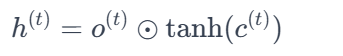 h^{(t)} = o^{(t)} ⊙ tanh(c^{(t)})